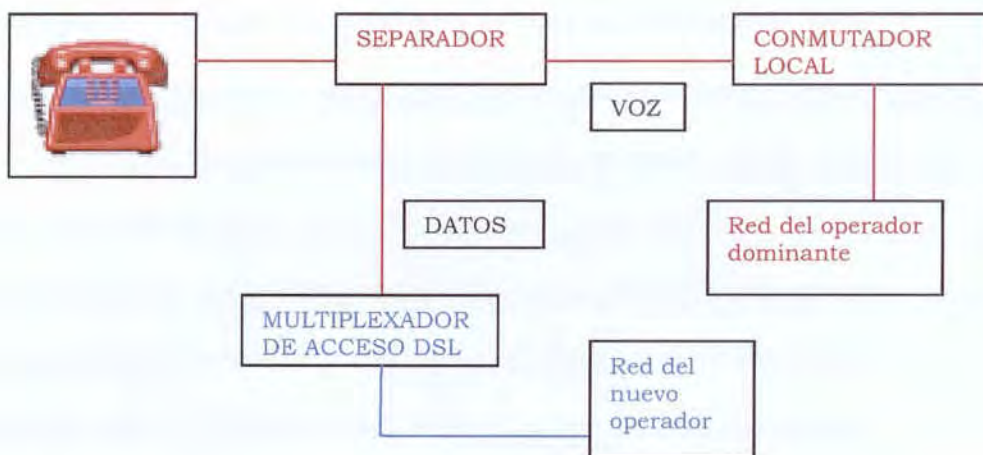 SEPARADOR
CONMUTADOR
LOCAL
VOZ
DATOS
Red del operador
dominante
MULTIPLEXADOR
DE ACCESO DSL
Red del
nuevo
operador